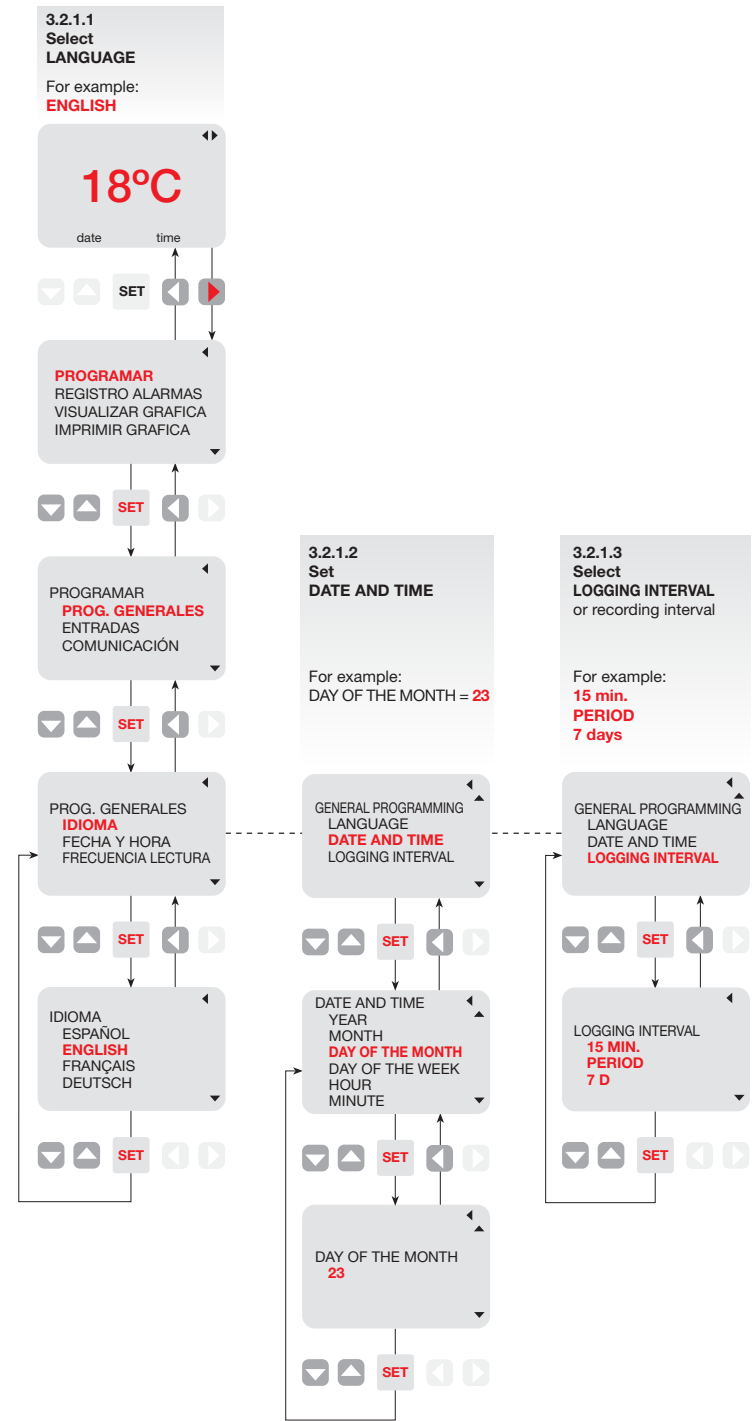 3.2.1.1
Select
LANGUAGE
For example:
ENGLISH
18ºC
date time
SET
PROGRAMAR
REGISTRO ALARMAS
VISUALIZAR GRAFICA
IMPRIMIR GRAFICA
SET
PROGRAMAR
PROG. GENERALES
ENTRADAS
COMUNICACIÓN
SET
PROG. GENERALES
IDIOMA
FECHA Y HORA
FRECUENCIA LECTURA
SET
IDIOMA
ESPAÑOL
ENGLISH
FRANÇAIS
DEUTSCH
SET
3.2.1.2
Set
DATE AND TIME
For example:
DAY OF THE MONTH = 23
GENERAL PROGRAMMING
LANGUAGE
DATE AND TIME
LOGGING INTERVAL
SET
DATE AND TIME
YEAR
MONTH
DAY OF THE MONTH
DAY OF THE WEEK
HOUR
MINUTE
SET
DAY OF THE MONTH
23
SET
3.2.1.3
Select
LOGGING INTERVAL
or recording interval
For example:
15 min.
PERIOD
7 days
GENERAL PROGRAMMING
LANGUAGE
DATE AND TIME
LOGGING INTERVAL
SET
LOGGING INTERVAL
15 MIN.
PERIOD
7 D
SET